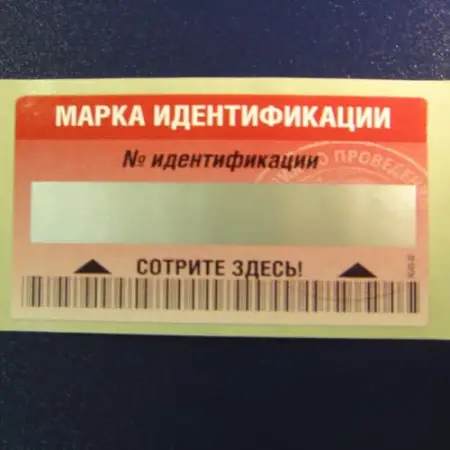 МАРКА ИДЕНТИФИКАЦИИ
№ идентификации
СОТРИТЕ ЗДЕСЬ!